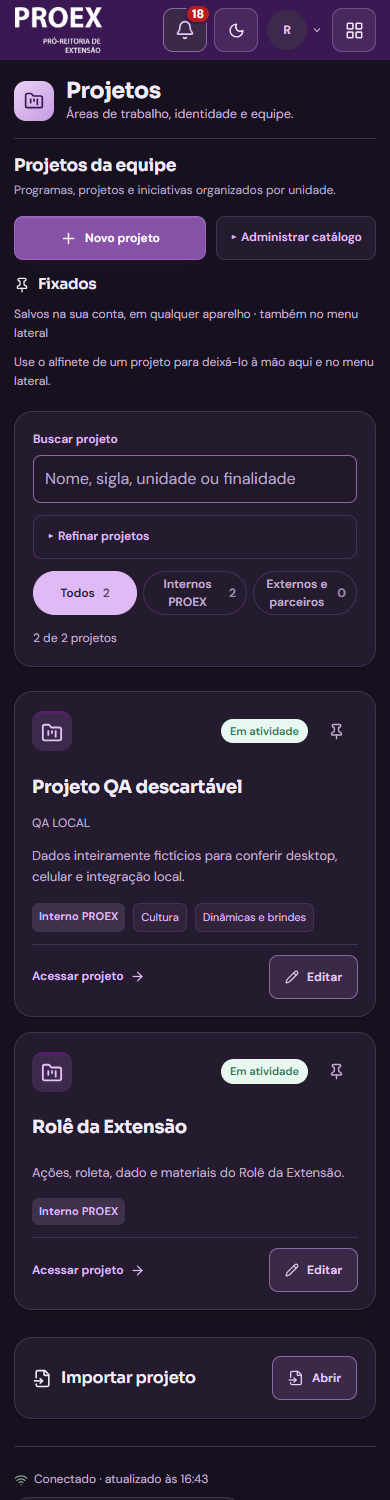 PROEX
PRÓ-REITORIA DE
EXTENSÃO
18
R
Projetos
Áreas de trabalho, identidade e equipe.
Projetos da equipe
Programas, projetos e iniciativas organizados por unidade.
Novo projeto
▸ Administrar catálogo
Fixados
Salvos na sua conta, em qualquer aparelho · também no menu
lateral
Use o alfinete de um projeto para deixá-lo à mão aqui e no menu
lateral.
Buscar projeto
Nome, sigla, unidade ou finalidade
▸ Refinar projetos
Todos 2
Internos
PROEX 2
Externos e
parceiros 0
2 de 2 projetos
Em atividade
Projeto QA descartável
QA LOCAL
Dados inteiramente fictícios para conferir desktop,
celular e integração local.
Interno PROEX Cultura Dinâmicas e brindes
Acessar projeto → Editar
Em atividade
Rolê da Extensão
Ações, roleta, dado e materiais do Rolê da Extensão.
Interno PROEX
Acessar projeto → Editar
Importar projeto Abrir
Conectado · atualizado às 16:43